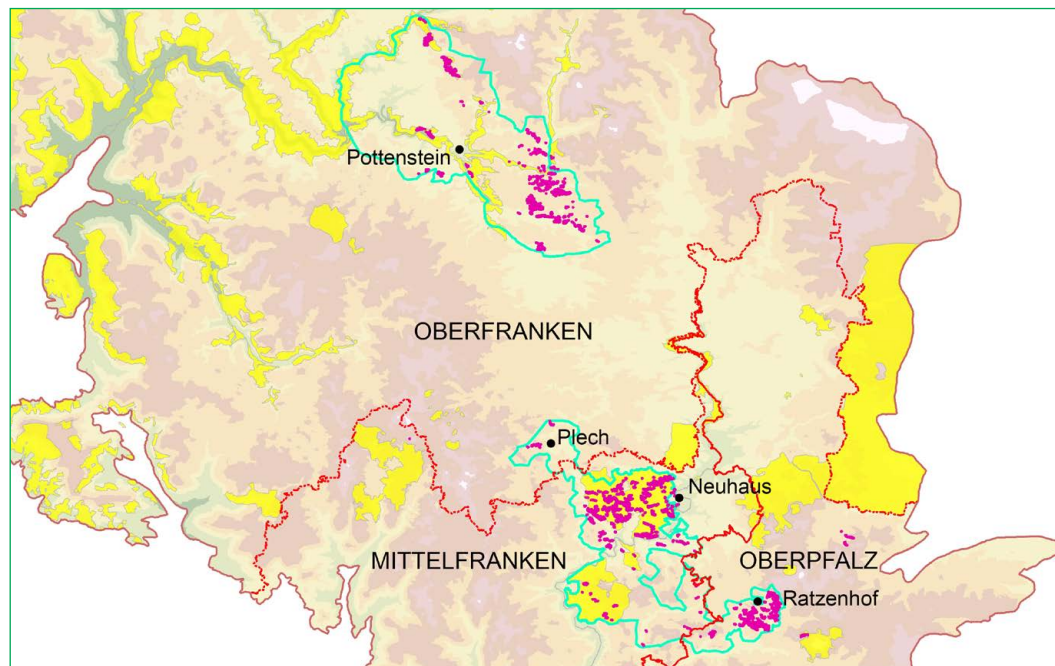 Pottenstein
OBERFRANKEN
Plech
Neuhaus
MITTELFRANKEN
OBERPFALZ
Ratzenhof